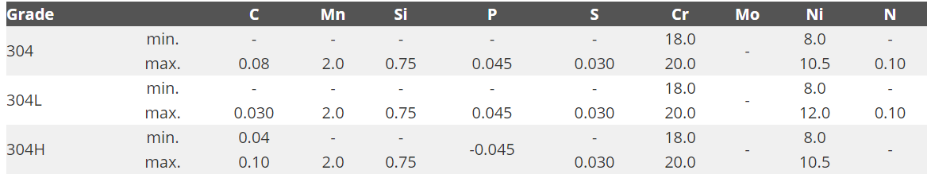 Grade C Mn Si P S Cr Mo Ni N
304 min. - - - - - 18.0 - 8.0 -
max. 0.08 2.0 0.75 0.045 0.030 20.0 10.5 0.10
304L min. - - - - - 18.0 - 8.0 -
max. 0.030 2.0 0.75 0.045 0.030 20.0 12.0 0.10
304H min. 0.04 - - -0.045 - 18.0 - 8.0 -
max. 0.10 2.0 0.75 0.030 20.0 10.5